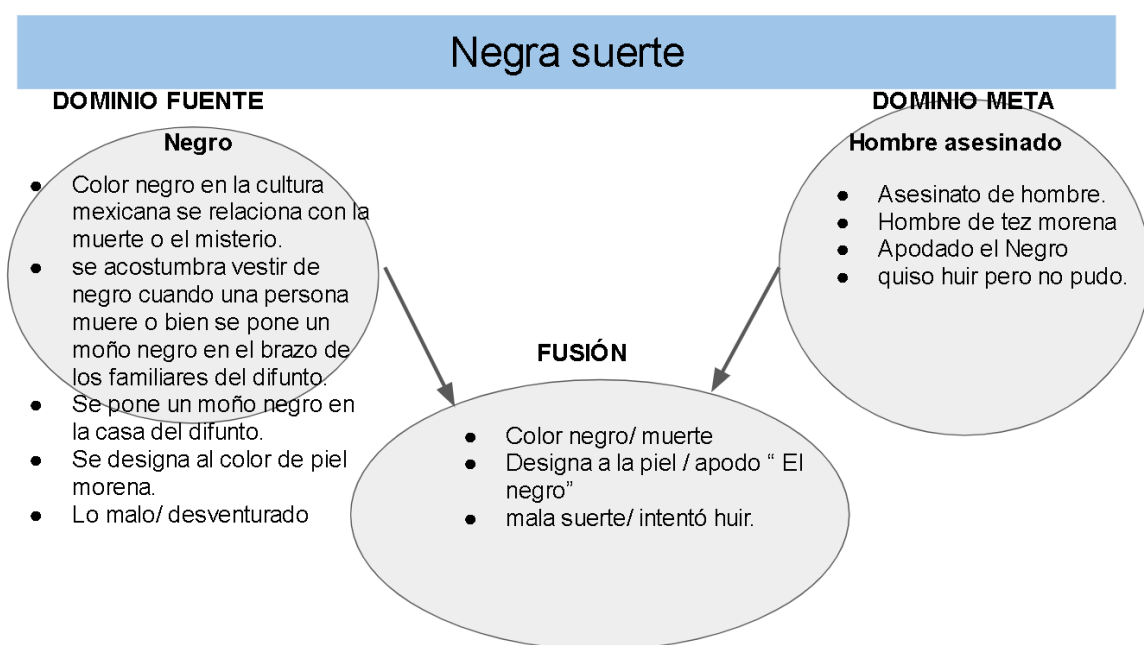 Negra suerte
DOMINIO FUENTE
Negro
● Color negro en la cultura
mexicana se relaciona con la
muerte o el misterio.
● se acostumbra vestir de
negro cuando una persona
muere o bien se pone un
moño negro en el brazo de
los familiares del difunto.
● Se pone un moño negro en
la casa del difunto.
● Se designa al color de piel
morena.
● Lo malo/ desventurado
DOMINIO META
Hombre asesinado
● Asesinato de hombre.
● Hombre de tez morena
● Apodado el Negro
● quiso huir pero no pudo.
FUSIÓN
● Color negro/ muerte
● Designa a la piel / apodo “ El
negro”
● mala suerte/ intentó huir.